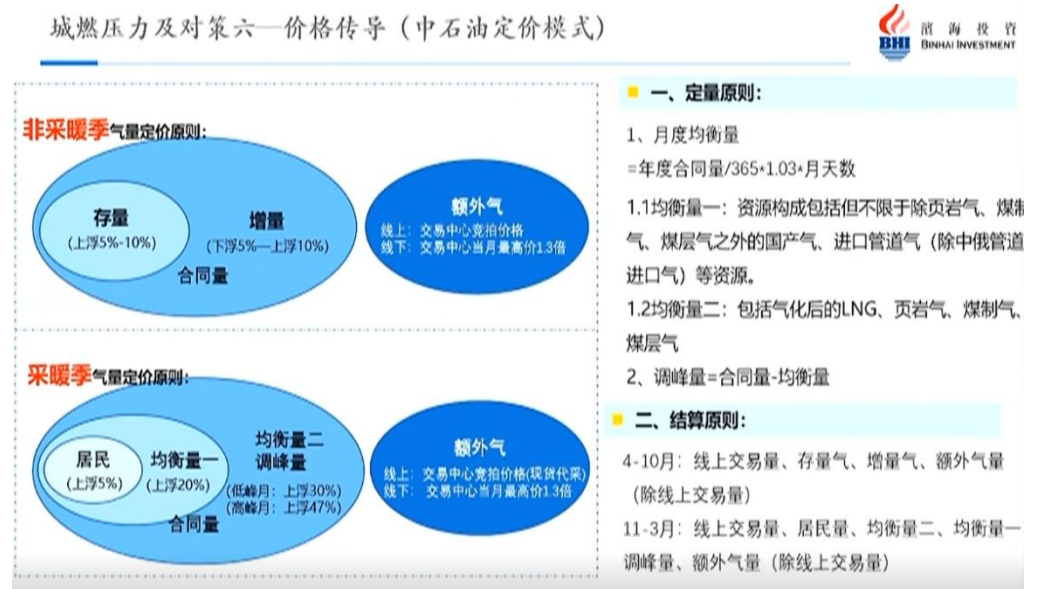 城燃压力及对策六—价格传导（中石油定价模式）
滨海投资
BHI BINHAI INVESTMENT
非采暖季气量定价原则：
存量
（上浮5%-10%）
增量
（下浮5%—上浮10%）
合同量
额外气
线上：交易中心竞拍价格
线下：交易中心当月最高价1.3倍
采暖季气量定价原则：
居民
（上浮5%）
均衡量一
（上浮20%）
均衡量二
调峰量
（低峰月：上浮30%）
（高峰月：上浮47%）
合同量
额外气
线上：交易中心竞拍价格(现货代采)
线下：交易中心当月最高价1.3倍
一、定量原则：
1、月度均衡量
=年度合同量/365*1.03*月天数
1.1均衡量一：资源构成包括但不限于除页岩气、煤制
气、煤层气之外的国产气、进口管道气（除中俄管道
进口气）等资源。
1.2均衡量二：包括气化后的LNG、页岩气、煤制气、
煤层气
2、调峰量=合同量-均衡量
二、结算原则：
4-10月：线上交易量、存量气、增量气、额外气量
（除线上交易量）
11-3月：线上交易量、居民量、均衡量二、均衡量一
调峰量、额外气量（除线上交易量）